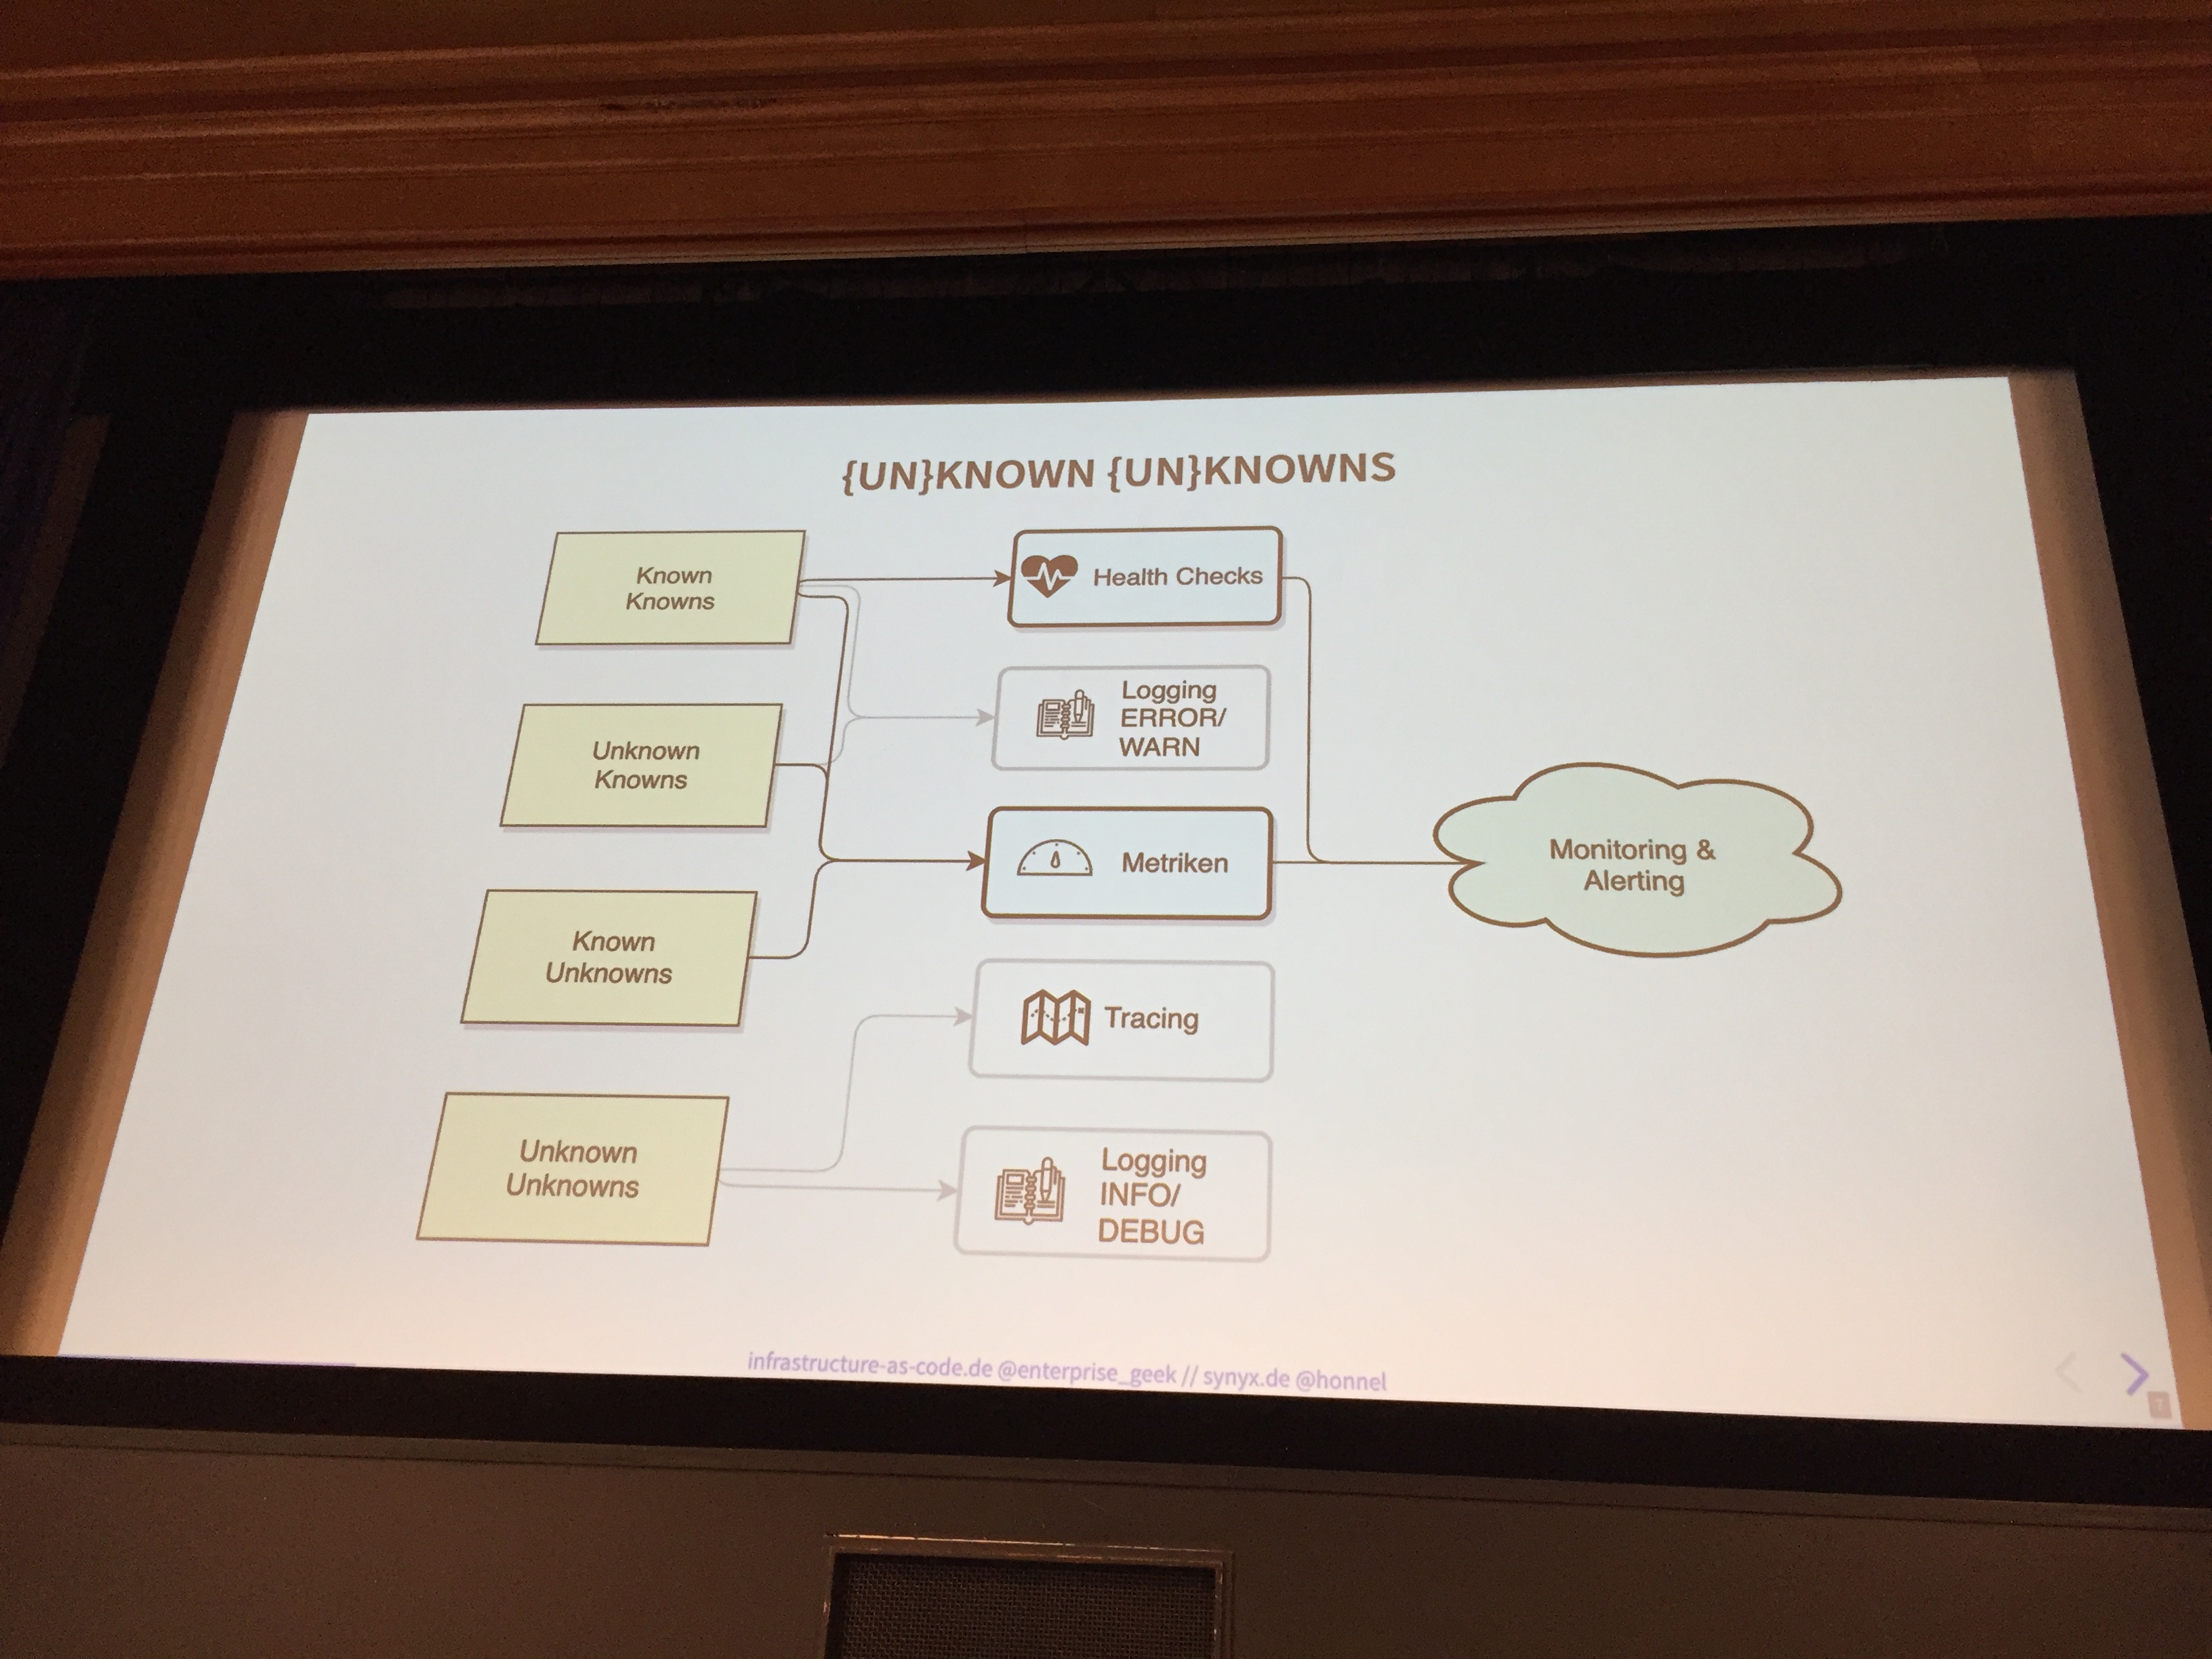 {UN}KNOWN {UN}KNOWNS
Known
Knowns
Health Checks
Logging
ERROR/
WARN
Unknown
Knowns
Metriken
Monitoring &
Alerting
Known
Unknowns
Tracing
Unknown
Unknowns
Logging
INFO/
DEBUG
infrastructure-as-code.de @enterprise_geek // synyx.de @honnel
7